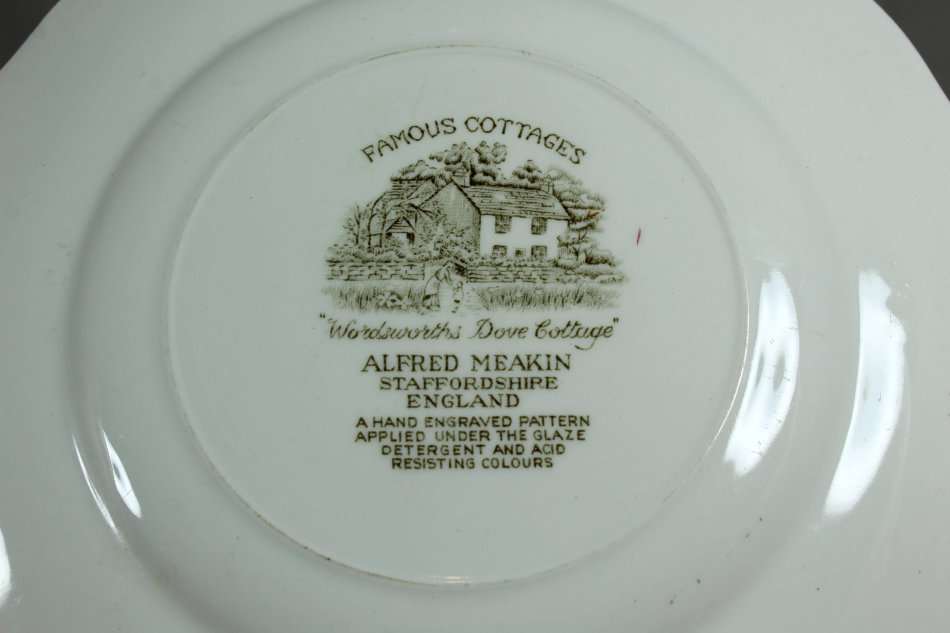 FAMOUS COTTAGES
"Wordsworths Dove Cottage"
ALFRED MEAKIN
STAFFORDSHIRE
ENGLAND
A HAND ENGRAVED PATTERN
APPLIED UNDER THE GLAZE
DETERGENT AND ACID
RESISTING COLOURS